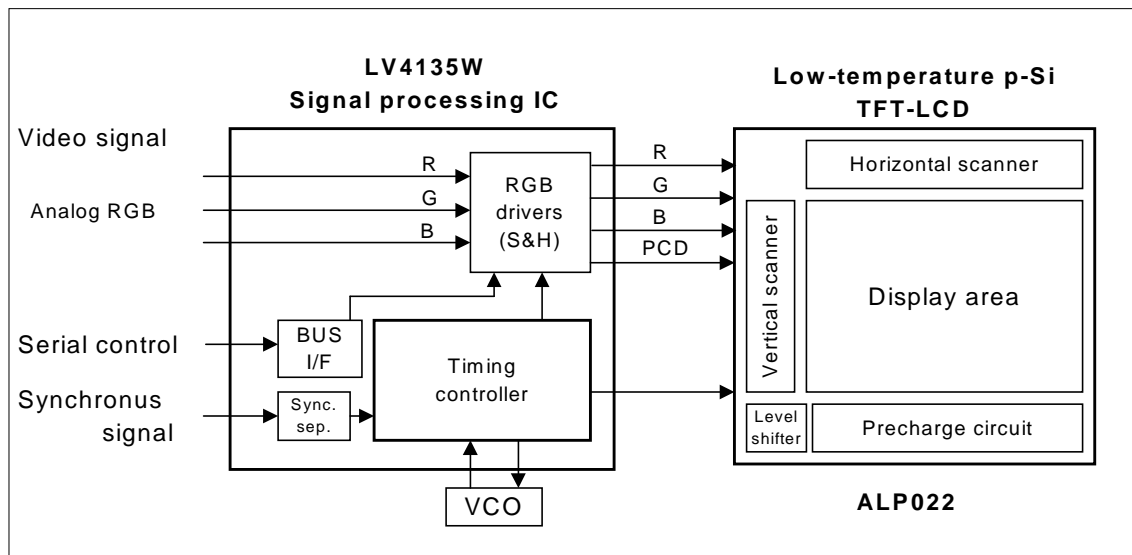 LV4135W
Signal processing IC
Low-temperature p-Si
TFT-LCD
Video signal
Analog RGB
R
G
B
RGB
drivers
(S&H)
R
G
B
PCD
Horizontal scanner
Vertical scanner
Display area
Serial control
BUS
I/F
Timing
controller
Synchronus
signal
Sync.
sep.
Level
shifter
Precharge circuit
VCO
ALP022